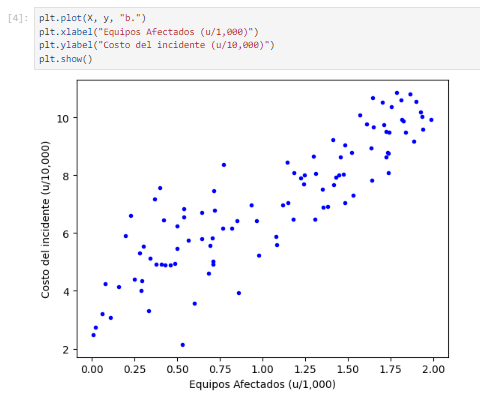 [4]: plt.plot(X, y, "b.")
plt.xlabel("Equipos Afectados (u/1,000)")
plt.ylabel("Costo del incidente (u/10,000)")
plt.show()
Costo del incidente (u/10,000)
10
8
6
4
2
0.00 0.25 0.50 0.75 1.00 1.25 1.50 1.75 2.00
Equipos Afectados (u/1,000)